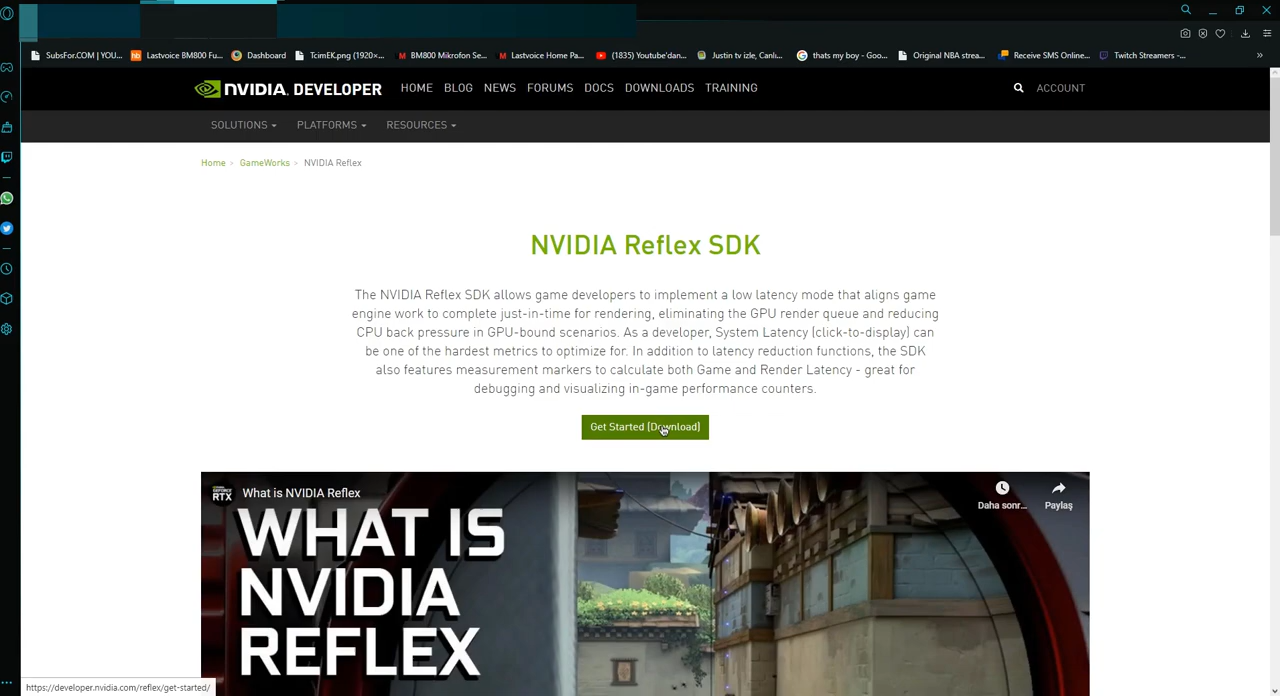 SubsFor.COM | YOU...
Lastvoice BM800 Fu...
Dashboard
TcimEK.png (1920×...
BM800 Mikrofon Se...
Lastvoice Home Pa...
(1835) Youtube'dan...
Justin tv izle, Canlı...
thats my boy - Goo...
Original NBA strea...
Receive SMS Online...
Twitch Streamers -...
NVIDIA. DEVELOPER
HOME BLOG NEWS FORUMS DOCS DOWNLOADS TRAINING
ACCOUNT
SOLUTIONS PLATFORMS RESOURCES
Home > GameWorks > NVIDIA Reflex
NVIDIA Reflex SDK
The NVIDIA Reflex SDK allows game developers to implement a low latency mode that aligns game
engine work to complete just-in-time for rendering, eliminating the GPU render queue and reducing
CPU back pressure in GPU-bound scenarios. As a developer, System Latency (click-to-display) can
be one of the hardest metrics to optimize for. In addition to latency reduction functions, the SDK
also features measurement markers to calculate both Game and Render Latency - great for
debugging and visualizing in-game performance counters.
Get Started (Download)
GEFORCE
RTX
What is NVIDIA Reflex
Daha sonr...
Paylaş
WHAT IS
NVIDIA
REFLEX
https://developer.nvidia.com/reflex/get-started/